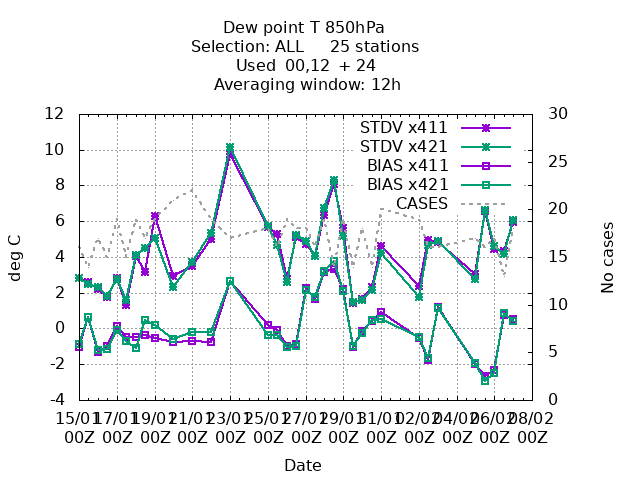 Dew point T 850hPa
Selection: ALL     25 stations
Used  00,12  + 24
Averaging window: 12h
12
10
8
6
4
2
0
-2
-4
deg C
30
25
20
15
10
5
0
No cases
STDV x411
STDV x421
BIAS x411
BIAS x421
CASES
15/01 17/01 19/01 21/01 23/01 25/01 27/01 29/01 31/01 02/02 04/02 06/02 08/02
00Z 00Z 00Z 00Z 00Z 00Z 00Z 00Z 00Z 00Z 00Z 00Z 00Z
Date